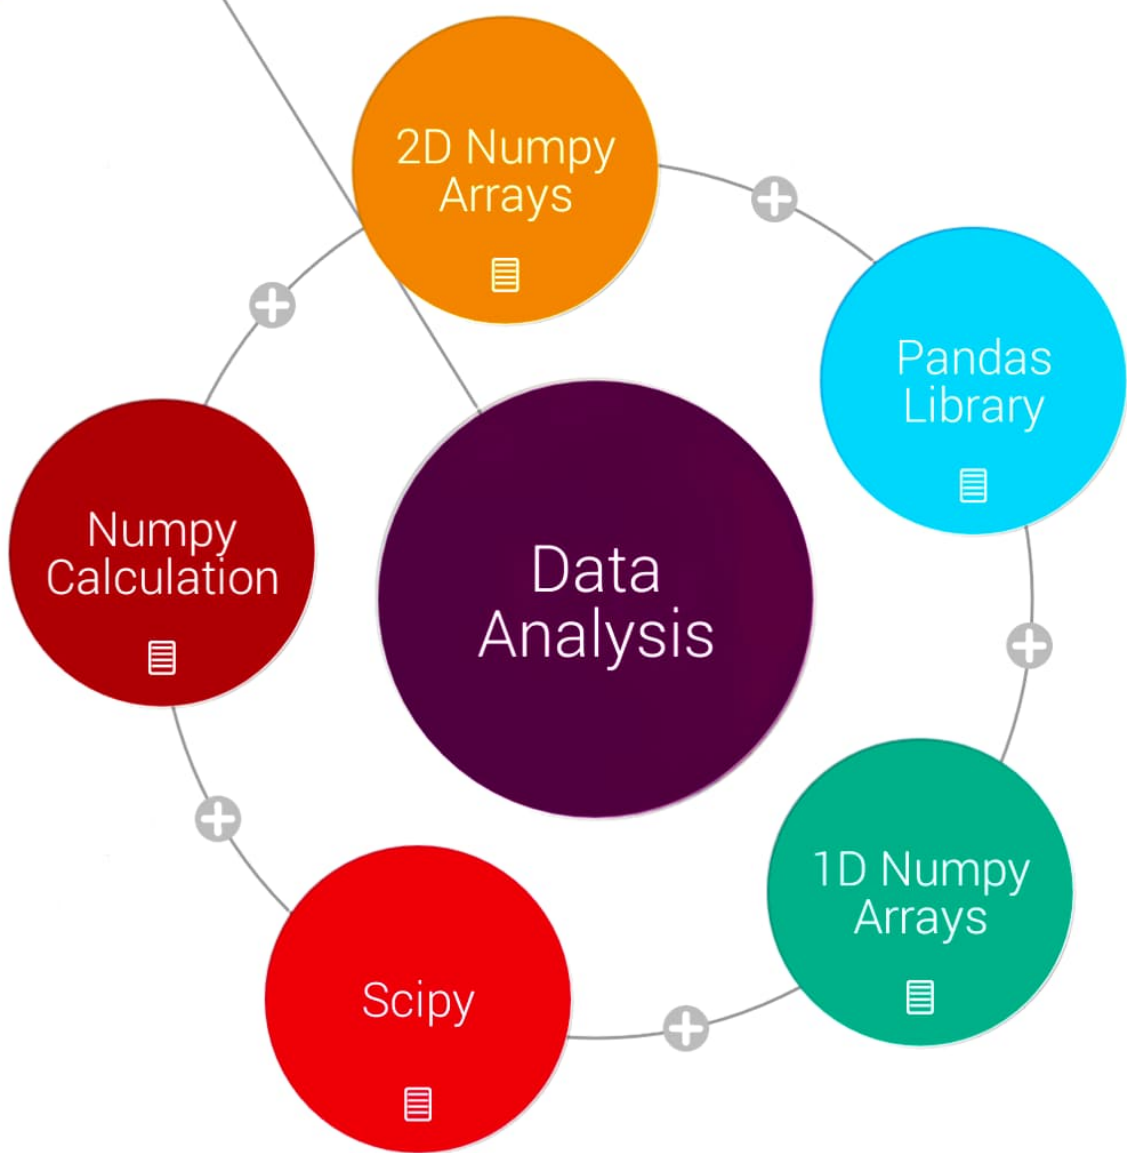 2D Numpy
Arrays
Pandas
Library
Numpy
Calculation
Data
Analysis
1D Numpy
Arrays
Scipy